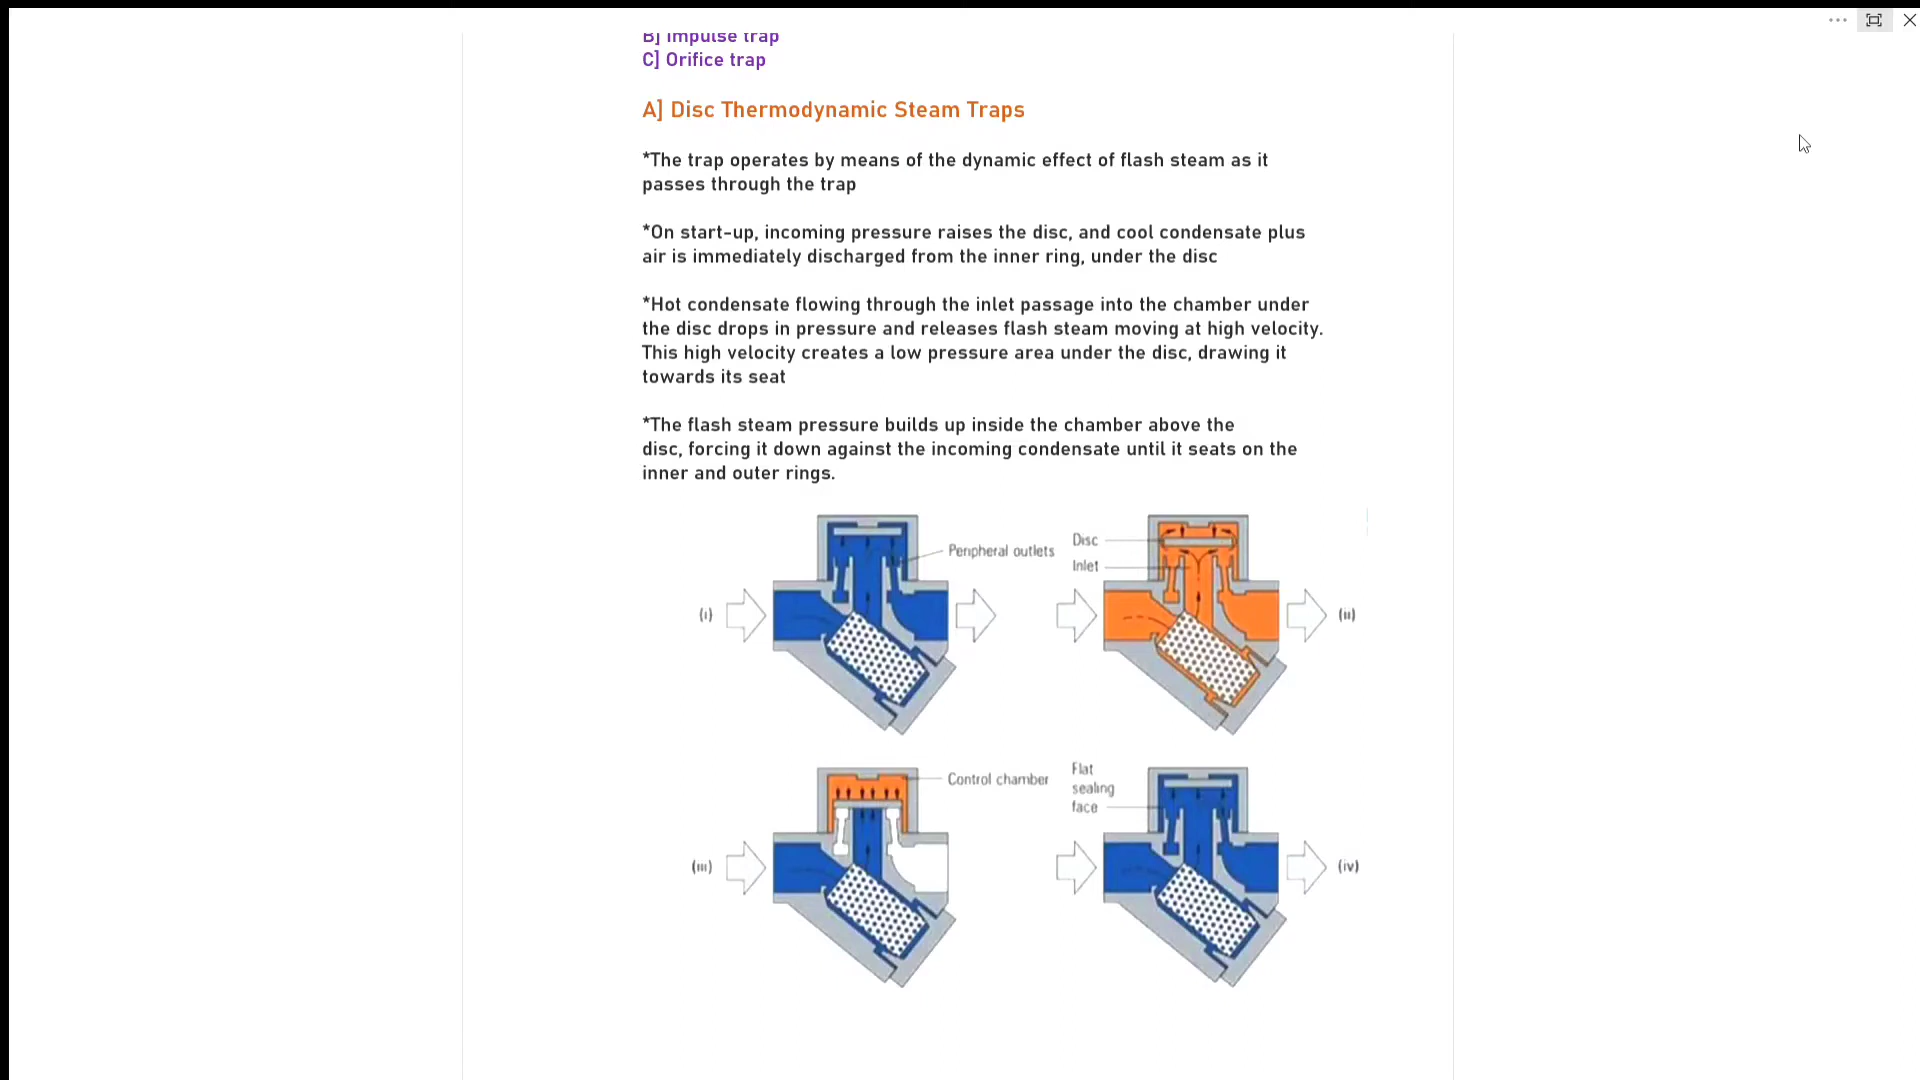 B] Impulse trap
C] Orifice trap
A] Disc Thermodynamic Steam Traps
*The trap operates by means of the dynamic effect of flash steam as it
passes through the trap
*On start-up, incoming pressure raises the disc, and cool condensate plus
air is immediately discharged from the inner ring, under the disc
*Hot condensate flowing through the inlet passage into the chamber under
the disc drops in pressure and releases flash steam moving at high velocity.
This high velocity creates a low pressure area under the disc, drawing it
towards its seat
*The flash steam pressure builds up inside the chamber above the
disc, forcing it down against the incoming condensate until it seats on the
inner and outer rings.
Peripheral outlets
Disc
Inlet
(i)
(ii)
Control chamber
Flat
sealing
face
(iii)
(iv)